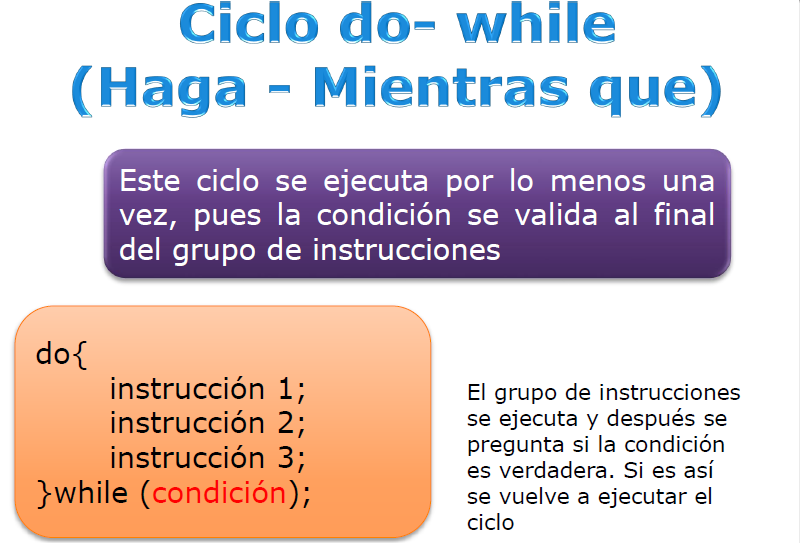 Ciclo do- while
(Haga - Mientras que)
Este ciclo se ejecuta por lo menos una
vez, pues la condición se valida al final
del grupo de instrucciones
do{
instrucción 1;
instrucción 2;
instrucción 3;
}while (condición);
El grupo de instrucciones
se ejecuta y después se
pregunta si la condición
es verdadera. Si es así
se vuelve a ejecutar el
ciclo